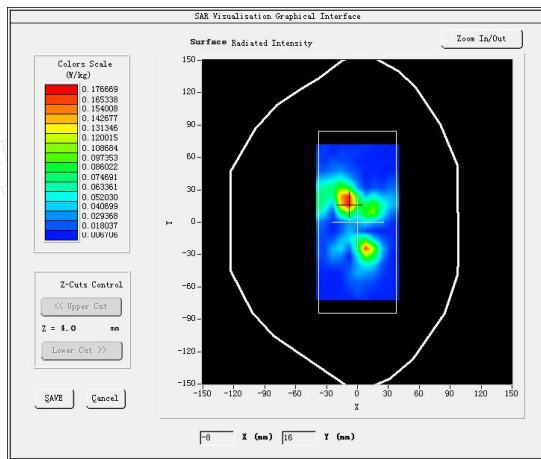 SAR Visualisation Graphical Interface
Surface Radiated Intensity
Zoom In/Out
Colors Scale
(W/kg)
0.176669
0.165338
0.154008
0.142677
0.131346
0.120015
0.108684
0.097353
0.086022
0.074691
0.063361
0.052030
0.040699
0.029368
0.018037
0.006706
Z-Cuts Control
<< Upper Cut
Z = 4.0 mm
Lower Cut >>
SAVE
Cancel
150
120
90
60
30
0
-30
-60
-90
-120
-150
Y
-150 -120 -90 -60 -30 0 30 60 90 120 150
X
-8 X (mm) 16 Y (mm)